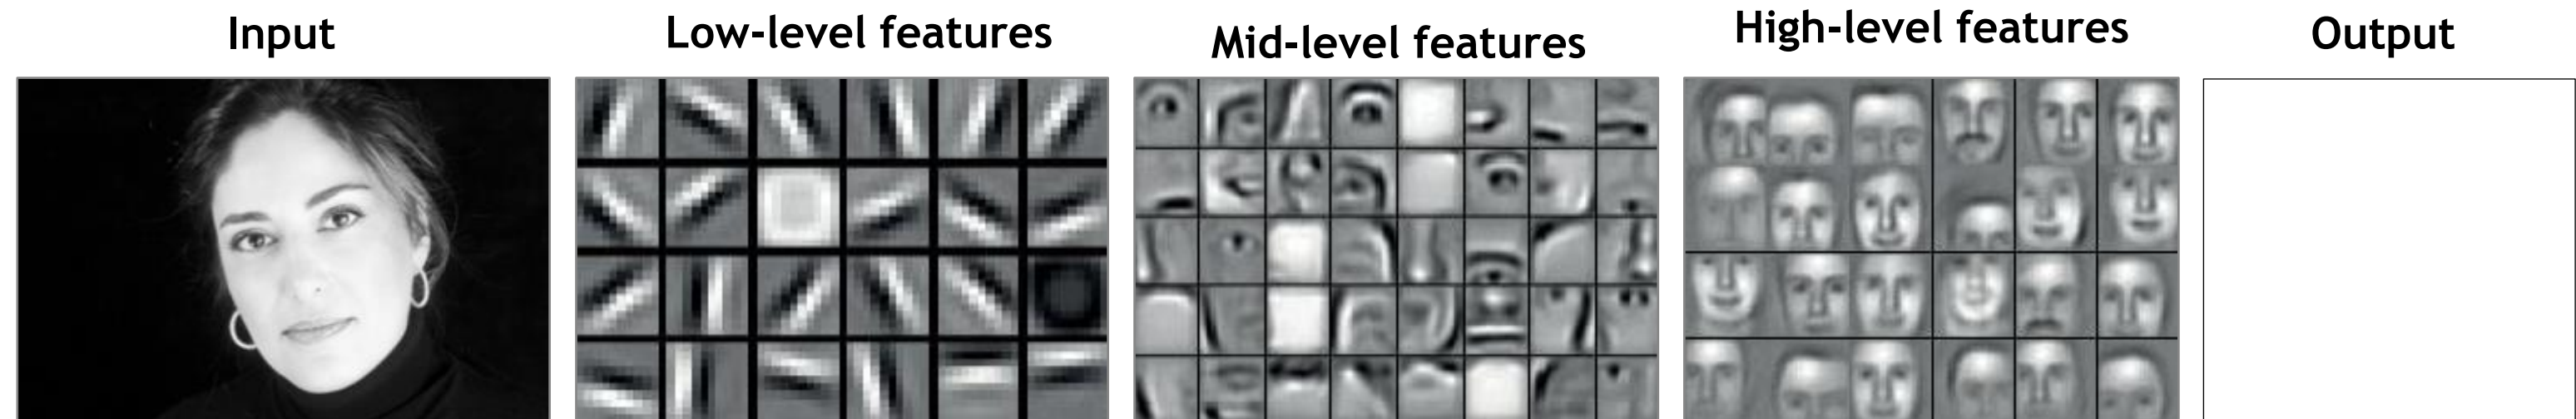 Input
Low-level features
Mid-level features
High-level features
Output